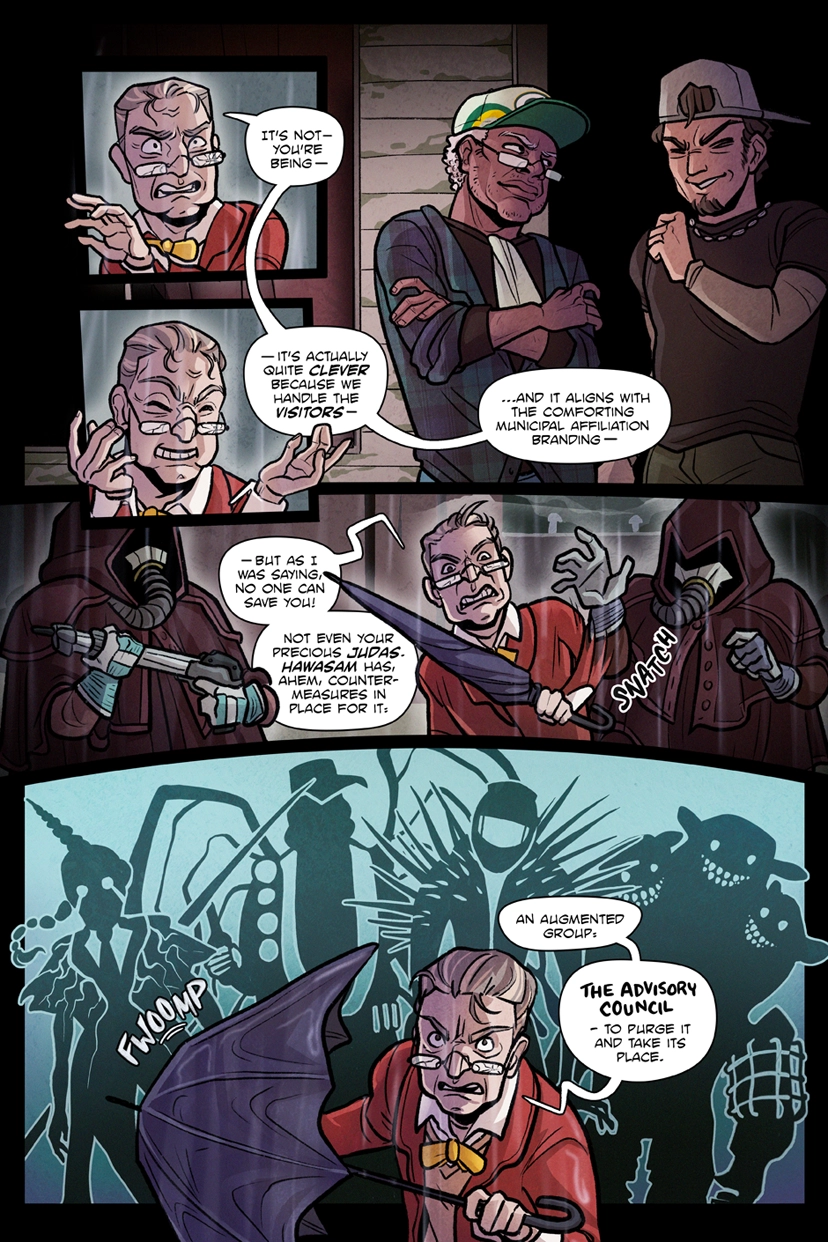 IT'S NOT—
YOU'RE
BEING—
—IT'S ACTUALLY
QUITE CLEVER
BECAUSE WE
HANDLE THE
VISITORS—
...AND IT ALIGNS WITH
THE COMFORTING
MUNICIPAL AFFILIATION
BRANDING—
—BUT AS I
WAS SAYING,
NO ONE CAN
SAVE YOU!
NOT EVEN YOUR
PRECIOUS JUDAS.
HAWASAM HAS,
AHEM, COUNTER-
MEASURES IN
PLACE FOR IT:
SWATCH
AN AUGMENTED
GROUP:
FWOOMP
THE ADVISORY
COUNCIL
- TO PURGE IT
AND TAKE ITS
PLACE.